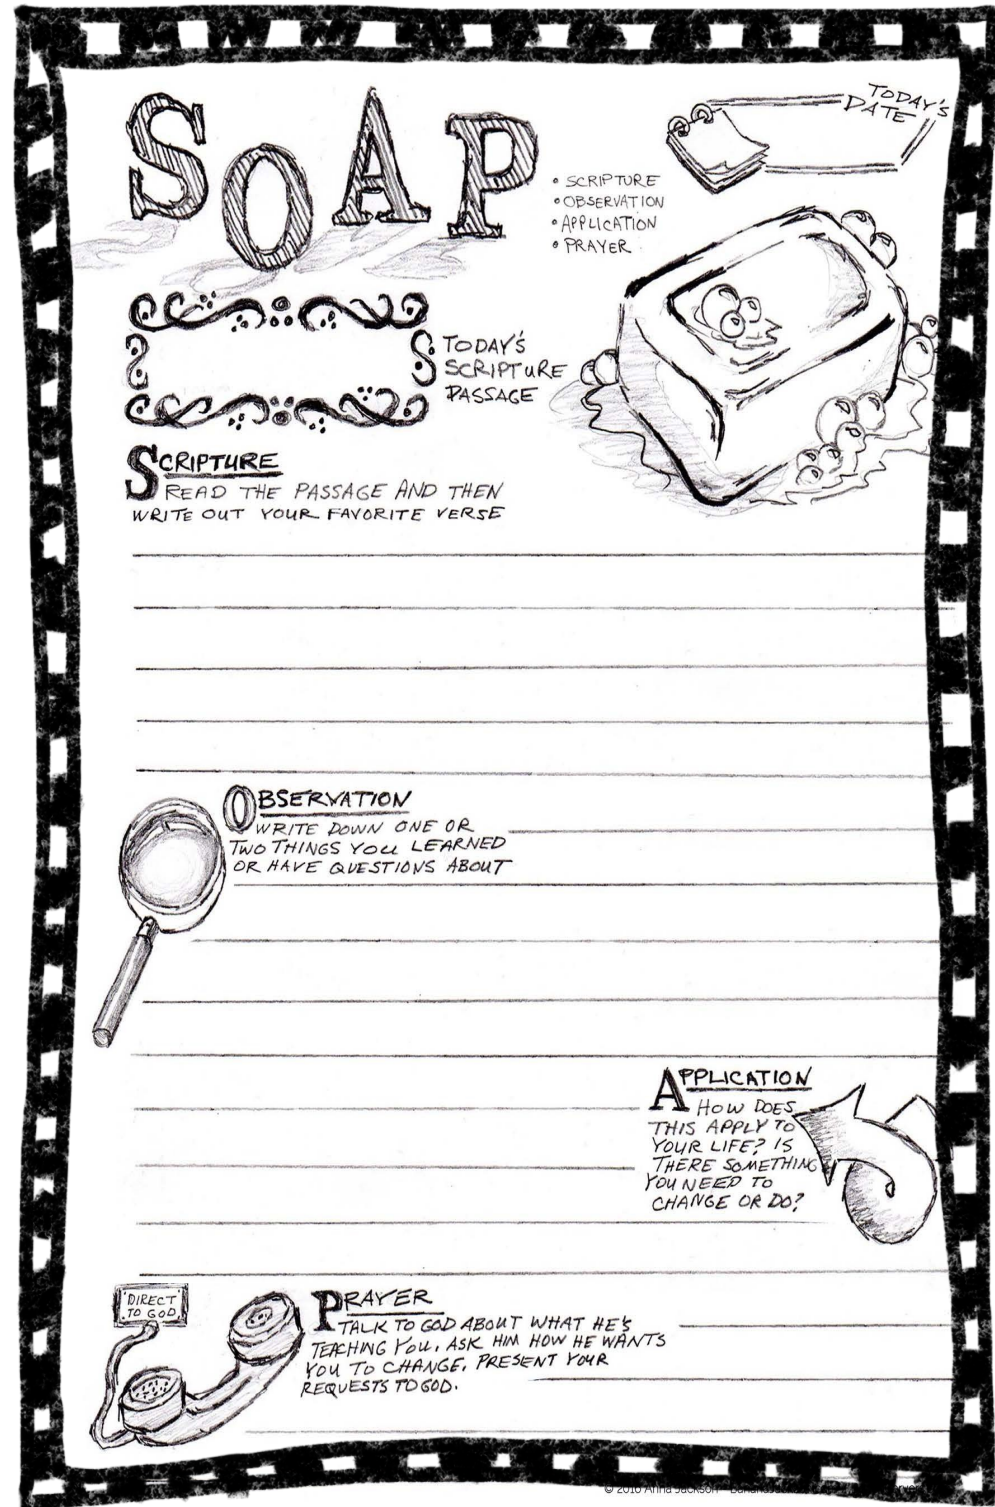 SOAP
TODAY'S
DATE
• SCRIPTURE
• OBSERVATION
• APPLICATION
• PRAYER
TODAY'S
SCRIPTURE
PASSAGE
SCRIPTURE
READ THE PASSAGE AND THEN
WRITE OUT YOUR FAVORITE VERSE
OBSERVATION
WRITE DOWN ONE OR
TWO THINGS YOU LEARNED
OR HAVE QUESTIONS ABOUT
APPLICATION
HOW DOES
THIS APPLY TO
YOUR LIFE? IS
THERE SOMETHING
YOU NEED TO
CHANGE OR DO?
DIRECT
TO GOD
PRAYER
TALK TO GOD ABOUT WHAT HE'S
TEACHING YOU. ASK HIM HOW HE WANTS
YOU TO CHANGE. PRESENT YOUR
REQUESTS TO GOD.
© 2016 Anna Jackson